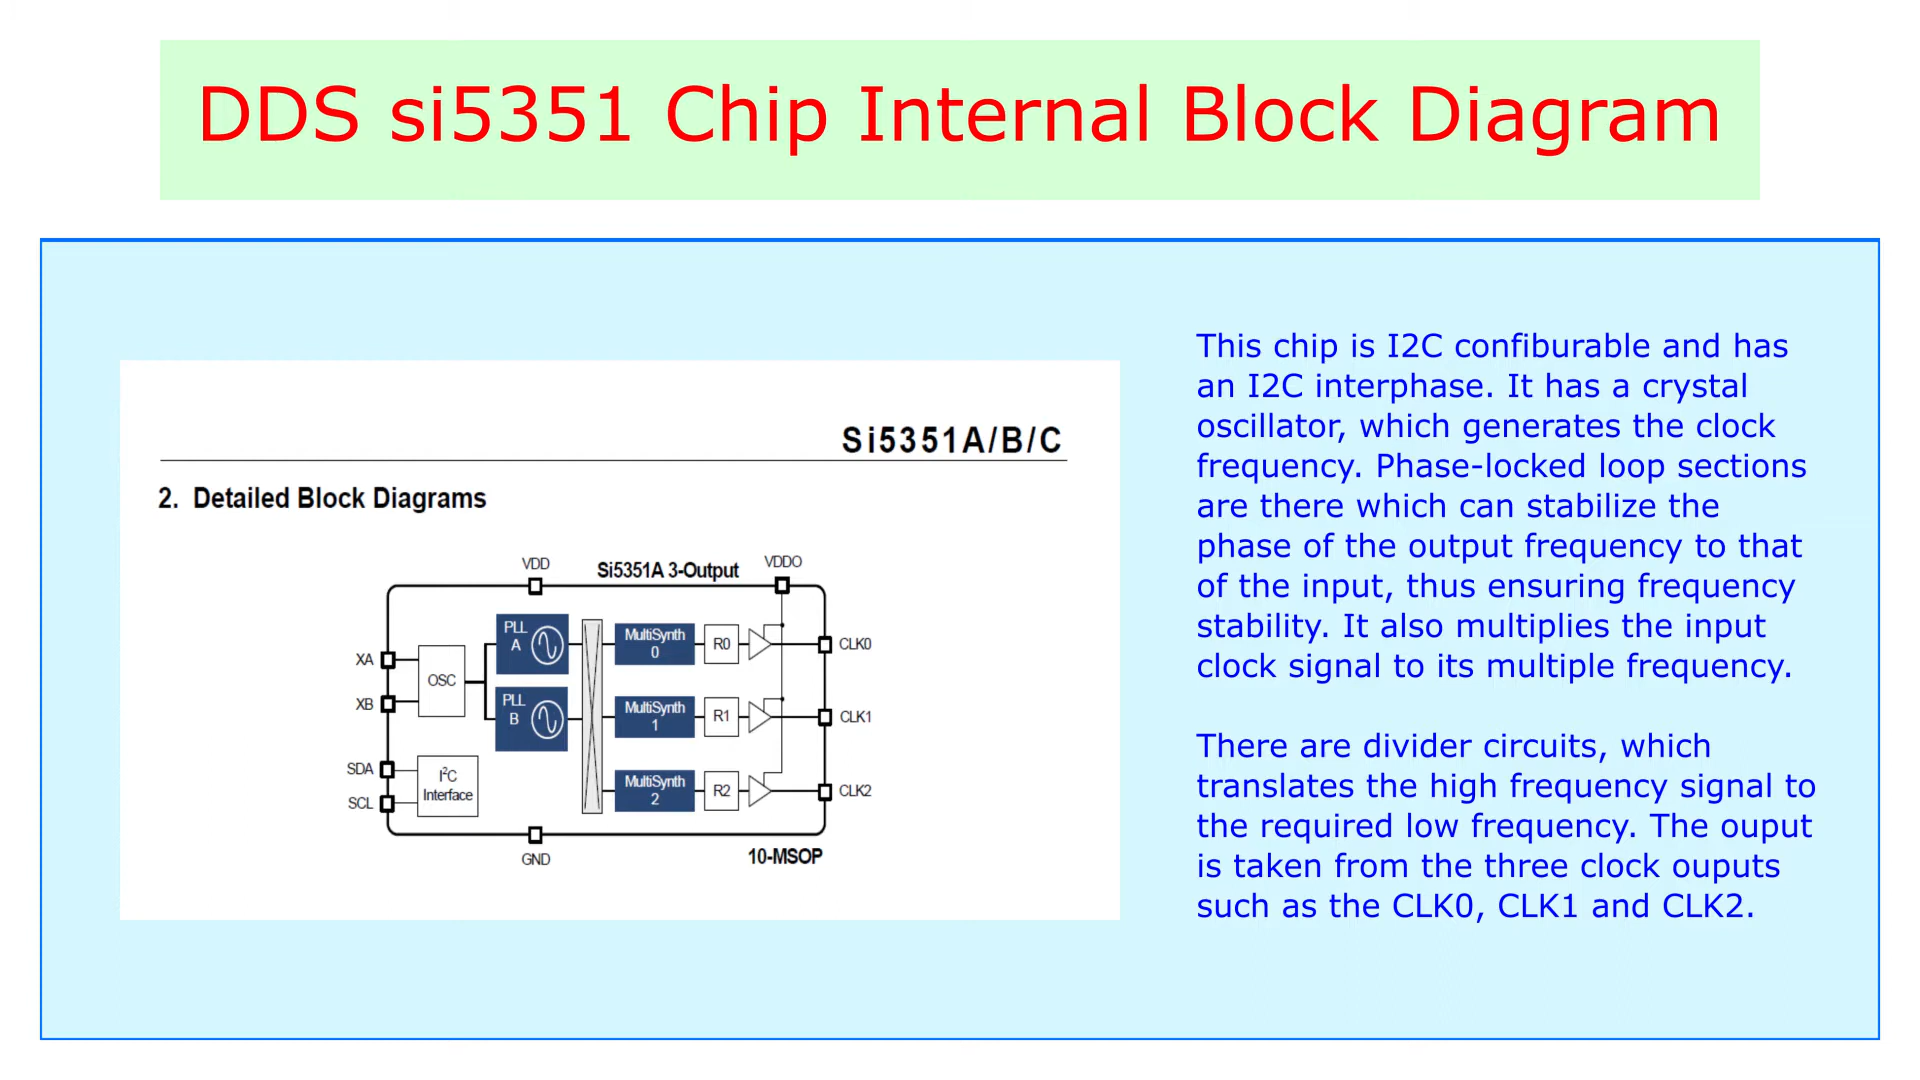 DDS si5351 Chip Internal Block Diagram
This chip is I2C confiburable and has
an I2C interphase. It has a crystal
oscillator, which generates the clock
frequency. Phase-locked loop sections
are there which can stabilize the
phase of the output frequency to that
of the input, thus ensuring frequency
stability. It also multiplies the input
clock signal to its multiple frequency.
There are divider circuits, which
translates the high frequency signal to
the required low frequency. The ouput
is taken from the three clock ouputs
such as the CLK0, CLK1 and CLK2.
Si5351A/B/C
2. Detailed Block Diagrams
VDD
Si5351A 3-Output
VDDO
XA
XB
SDA
SCL
OSC
I²C
Interface
PLL
A
PLL
B
MultiSynth
0
R0
CLK0
MultiSynth
1
R1
CLK1
MultiSynth
2
R2
CLK2
GND
10-MSOP